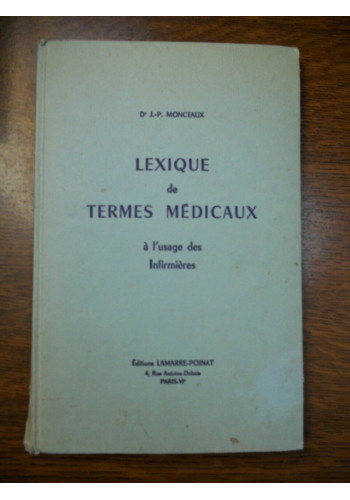 Dr J.-P. MONCEAUX
LEXIQUE
de
TERMES MÉDICAUX
à l'usage des
Infirmières
Éditions LAMARRE-POINAT
4, Rue Antoine-Dubois
PARIS-VIe